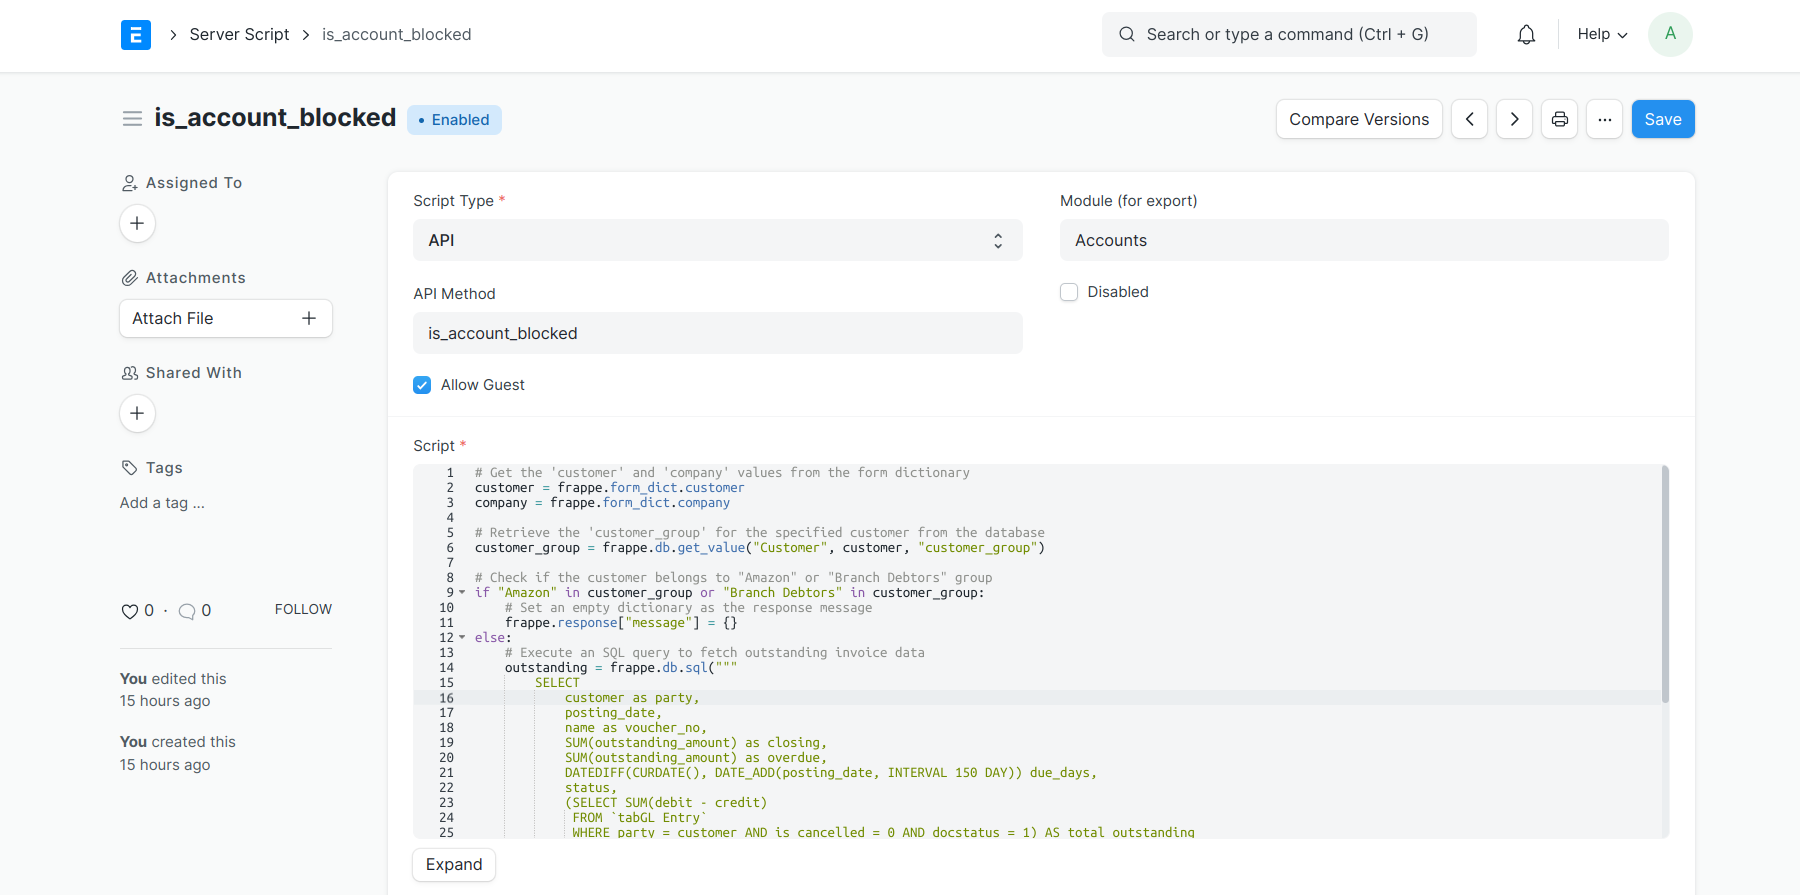 E
Server Script
is_account_blocked
Search or type a command (Ctrl + G)
Help
A
is_account_blocked
Enabled
Compare Versions
Save
Assigned To
Attachments
Attach File
Shared With
Tags
Add a tag ...
0 · 0
FOLLOW
You edited this
15 hours ago
You created this
15 hours ago
Script Type *
API
Module (for export)
Accounts
API Method
is_account_blocked
Disabled
Allow Guest
Script *
1 # Get the 'customer' and 'company' values from the form dictionary
2 customer = frappe.form_dict.customer
3 company = frappe.form_dict.company
4
5 # Retrieve the 'customer_group' for the specified customer from the database
6 customer_group = frappe.db.get_value("Customer", customer, "customer_group")
7
8 # Check if the customer belongs to "Amazon" or "Branch Debtors" group
9 if "Amazon" in customer_group or "Branch Debtors" in customer_group:
10     # Set an empty dictionary as the response message
11     frappe.response["message"] = {}
12 else:
13     # Execute an SQL query to fetch outstanding invoice data
14     outstanding = frappe.db.sql("""
15         SELECT
16             customer as party,
17             posting_date,
18             name as voucher_no,
19             SUM(outstanding_amount) as closing,
20             SUM(outstanding_amount) as overdue,
21             DATEDIFF(CURDATE(), DATE_ADD(posting_date, INTERVAL 150 DAY)) due_days,
22             status,
23             (SELECT SUM(debit - credit)
24              FROM `tabGL Entry`
25              WHERE party = customer AND is_cancelled = 0 AND docstatus = 1) AS total_outstanding
Expand